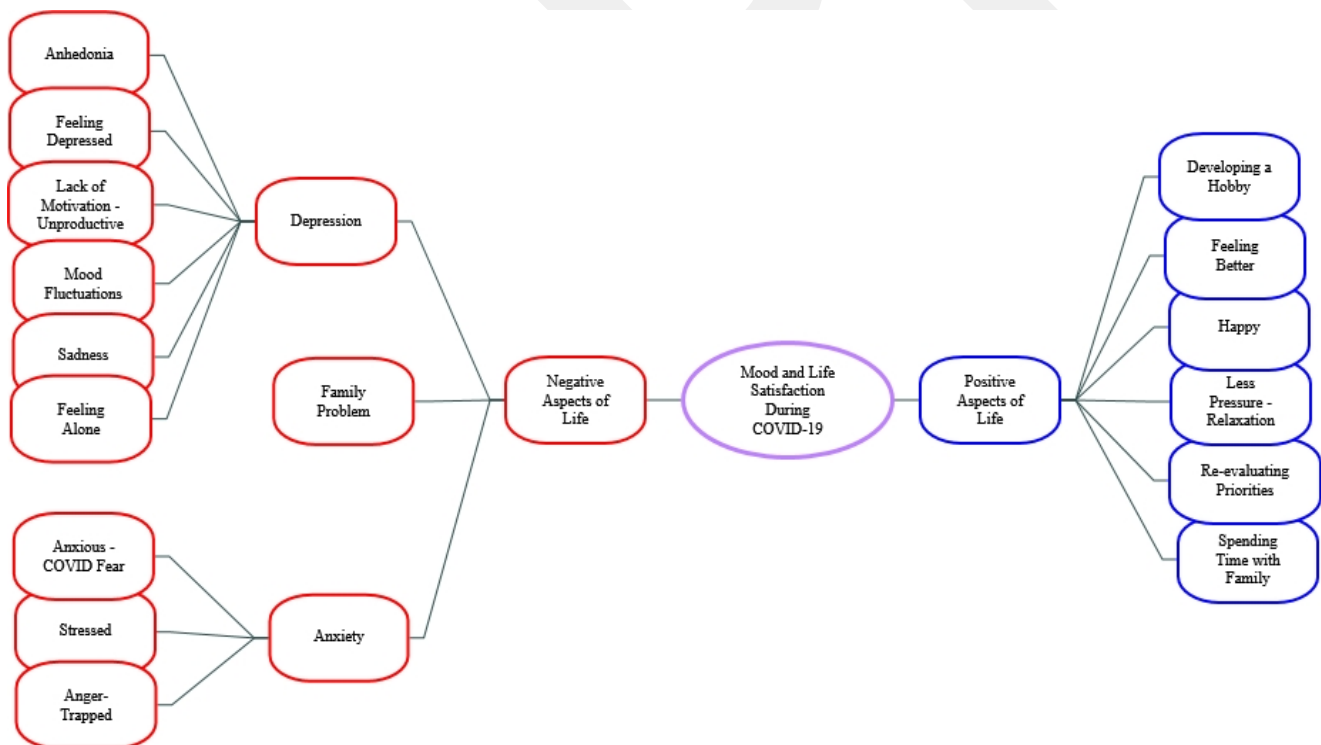 Anhedonia
Feeling
Depressed
Lack of
Motivation -
Unproductive
Mood
Fluctuations
Sadness
Feeling
Alone
Depression
Family
Problem
Anxious -
COVID Fear
Stressed
Anger-
Trapped
Anxiety
Negative
Aspects of
Life
Mood and Life
Satisfaction
During
COVID-19
Positive
Aspects of
Life
Developing a
Hobby
Feeling
Better
Happy
Less
Pressure -
Relaxation
Re-evaluating
Priorities
Spending
Time with
Family